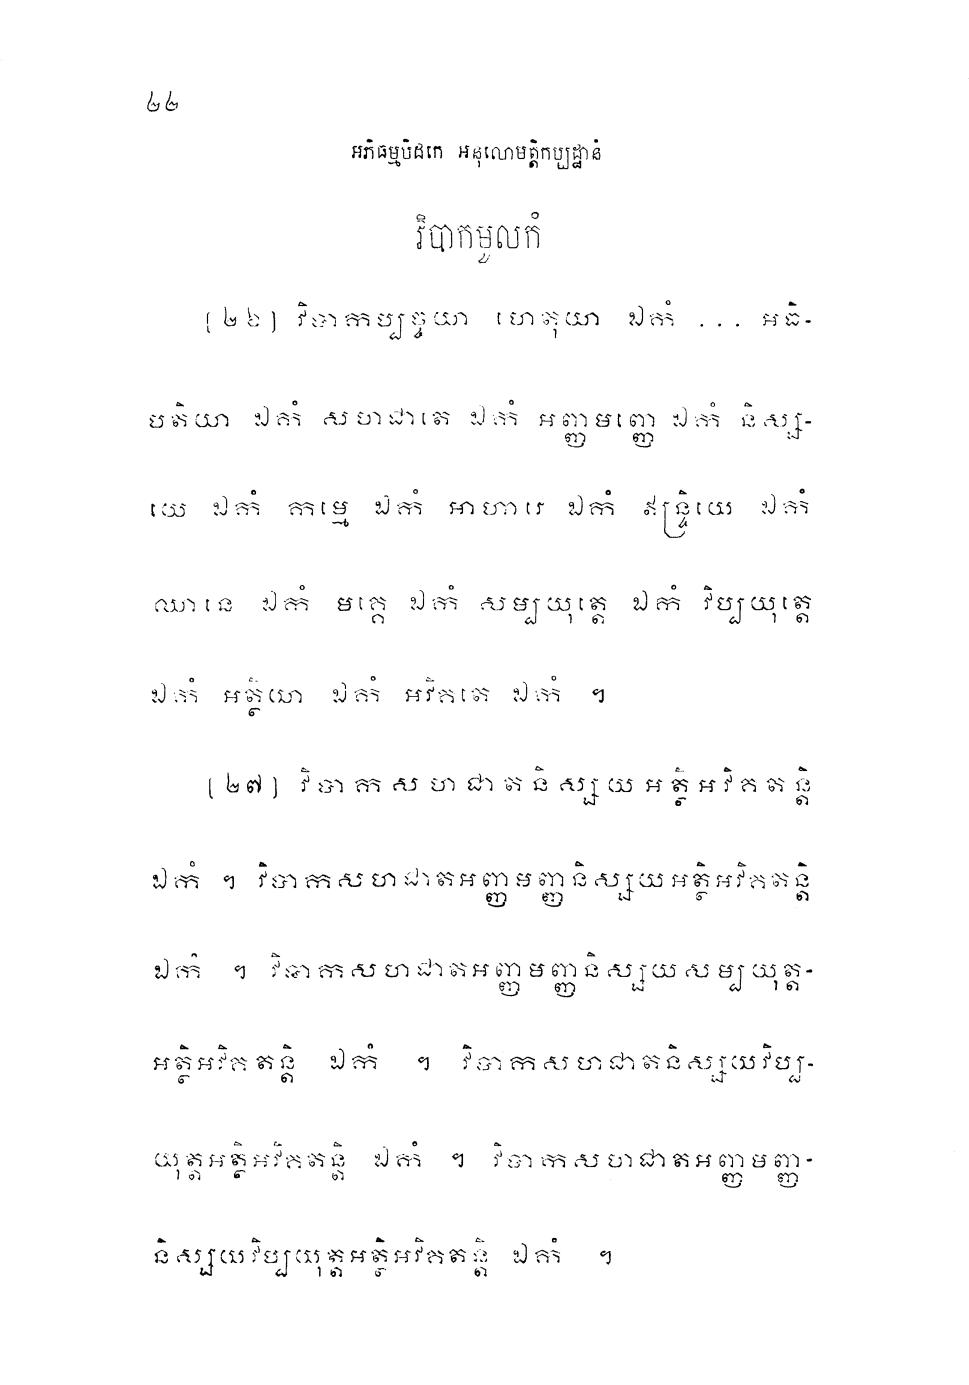 ២២
អភិធម្មបិដកេ អនុលោមត្តិកប្បដ្ឋានំ
វិបាកមូលកំ
(២៦) វិបាកប្បច្ចយា ហេតុយា ឯកំ ... អធិ-
បតិយា ឯកំ សហជាតេ ឯកំ អញ្ញមញ្ញេ ឯកំ និស្ស-
យេ ឯកំ កម្មេ ឯកំ អាហារេ ឯកំ ឥន្ទ្រិយេ ឯកំ
ឈានេ ឯកំ មគ្គេ ឯកំ សម្បយុត្តេ ឯកំ វិប្បយុត្តេ
ឯកំ អត្ថិយា ឯកំ អវិគតេ ឯកំ ។
(២៧) វិបាកសហជាតនិស្សយអត្ថិអវិគតន្តិ
ឯកំ ។ វិបាកសហជាតអញ្ញមញ្ញនិស្សយអត្ថិអវិគតន្តិ
ឯកំ ។ វិបាកសហជាតអញ្ញមញ្ញនិស្សយសម្បយុត្ត-
អត្ថិអវិគតន្តិ ឯកំ ។ វិបាកសហជាតនិស្សយវិប្ប-
យុត្តអត្ថិអវិគតន្តិ ឯកំ ។ វិបាកសហជាតអញ្ញមញ្ញ-
និស្សយវិប្បយុត្តអត្ថិអវិគតន្តិ ឯកំ ។